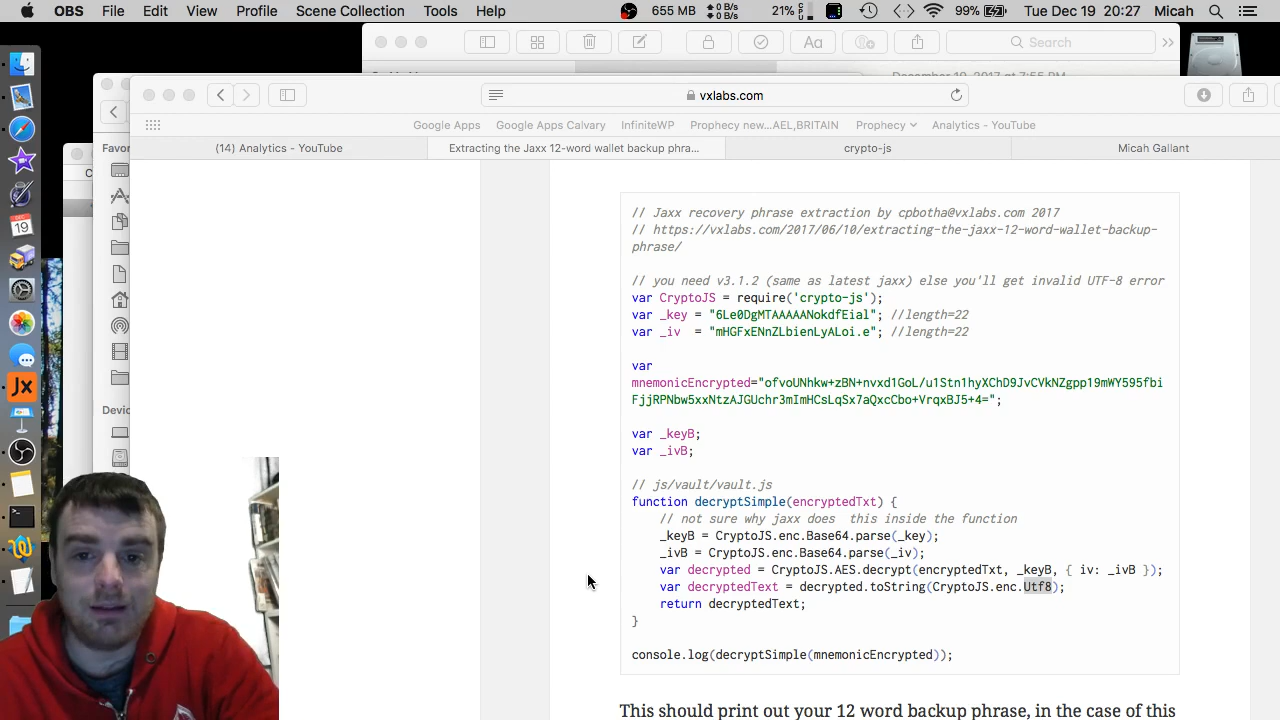 OBS File Edit View Profile Scene Collection Tools Help 655 MB 0 B/s 0 B/s 21% 99% Tue Dec 19 20:27 Micah
Aa Search
vxlabs.com
Google Apps Google Apps Calvary InfiniteWP Prophecy new...AEL,BRITAIN Prophecy Analytics - YouTube
(14) Analytics - YouTube Extracting the Jaxx 12-word wallet backup phra... crypto-js Micah Gallant
Favor
Devic
DEC
19
JX
// Jaxx recovery phrase extraction by cpbotha@vxlabs.com 2017
// https://vxlabs.com/2017/06/10/extracting-the-jaxx-12-word-wallet-backup-
phrase/
// you need v3.1.2 (same as latest jaxx) else you'll get invalid UTF-8 error
var CryptoJS = require('crypto-js');
var _key = "6Le0DgMTAAAAANokdfEial"; //length=22
var _iv = "mHGFxENnZLbienLyALoi.e"; //length=22
var
mnemonicEncrypted="ofvoUNhkw+zBN+nvxd1GoL/u1Stn1hyXChD9JvCVkNZgpp19mWY595fbi
FjjRPNbw5xxNtzAJGUchr3mImHCsLqSx7aQxcCbo+VrqxBJ5+4=";
var _keyB;
var _ivB;
// js/vault/vault.js
function decryptSimple(encryptedTxt) {
// not sure why jaxx does this inside the function
_keyB = CryptoJS.enc.Base64.parse(_key);
_ivB = CryptoJS.enc.Base64.parse(_iv);
var decrypted = CryptoJS.AES.decrypt(encryptedTxt, _keyB, { iv: _ivB });
var decryptedText = decrypted.toString(CryptoJS.enc.Utf8);
return decryptedText;
}
console.log(decryptSimple(mnemonicEncrypted));
This should print out your 12 word backup phrase, in the case of this